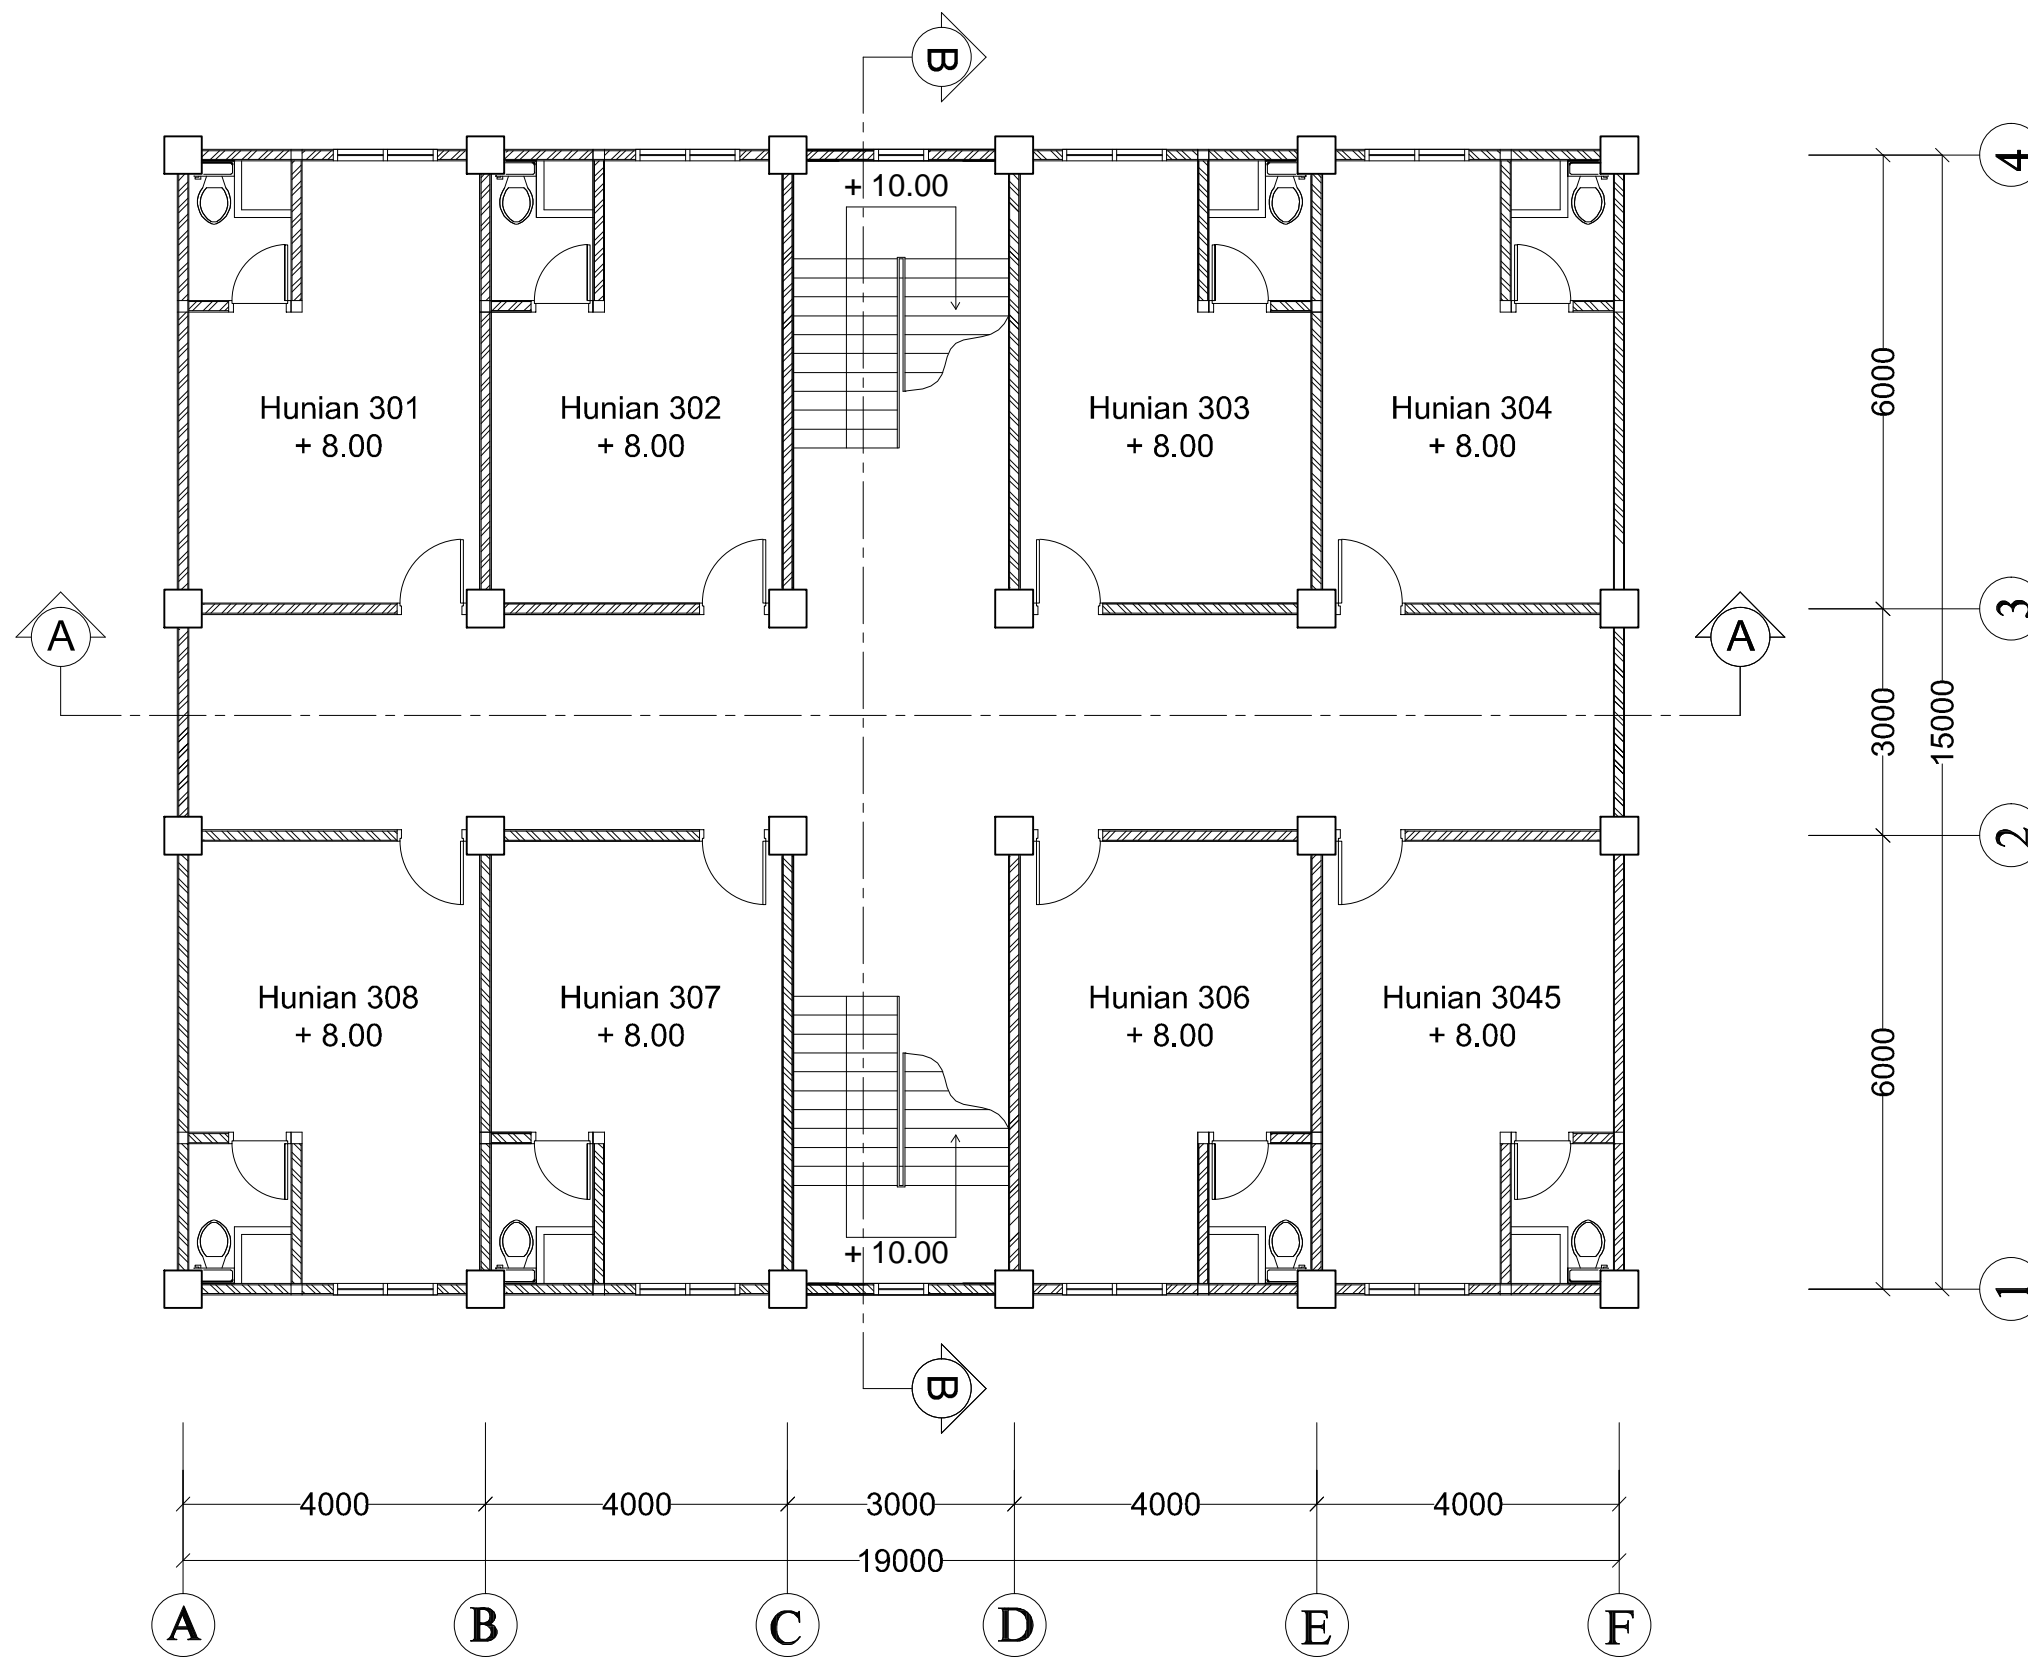 B
4
+ 10.00
6000
Hunian 301
+ 8.00
Hunian 302
+ 8.00
Hunian 303
+ 8.00
Hunian 304
+ 8.00
A
A
3
3000
15000
2
Hunian 308
+ 8.00
Hunian 307
+ 8.00
Hunian 306
+ 8.00
Hunian 3045
+ 8.00
6000
+ 10.00
1
B
4000
4000
3000
4000
4000
19000
A
B
C
D
E
F